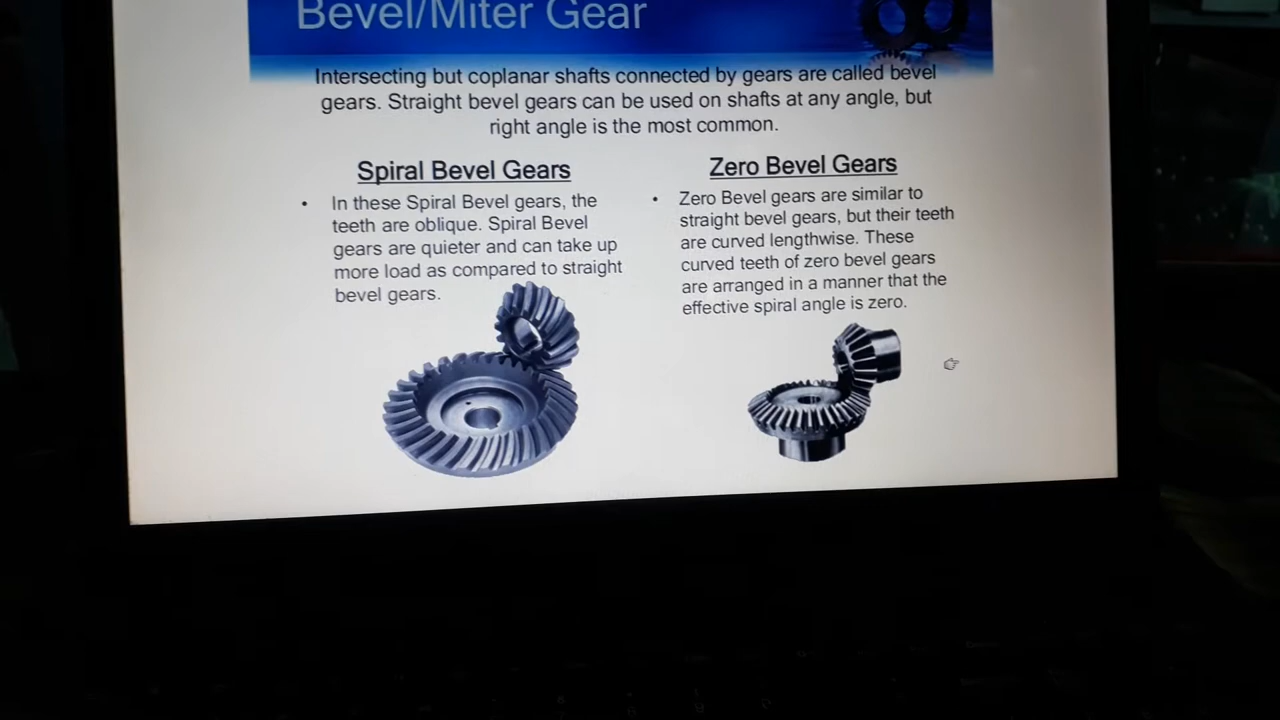 Bevel/Miter Gear
Intersecting but coplanar shafts connected by gears are called bevel
gears. Straight bevel gears can be used on shafts at any angle, but
right angle is the most common.
Spiral Bevel Gears
• In these Spiral Bevel gears, the
teeth are oblique. Spiral Bevel
gears are quieter and can take up
more load as compared to straight
bevel gears.
Zero Bevel Gears
• Zero Bevel gears are similar to
straight bevel gears, but their teeth
are curved lengthwise. These
curved teeth of zero bevel gears
are arranged in a manner that the
effective spiral angle is zero.